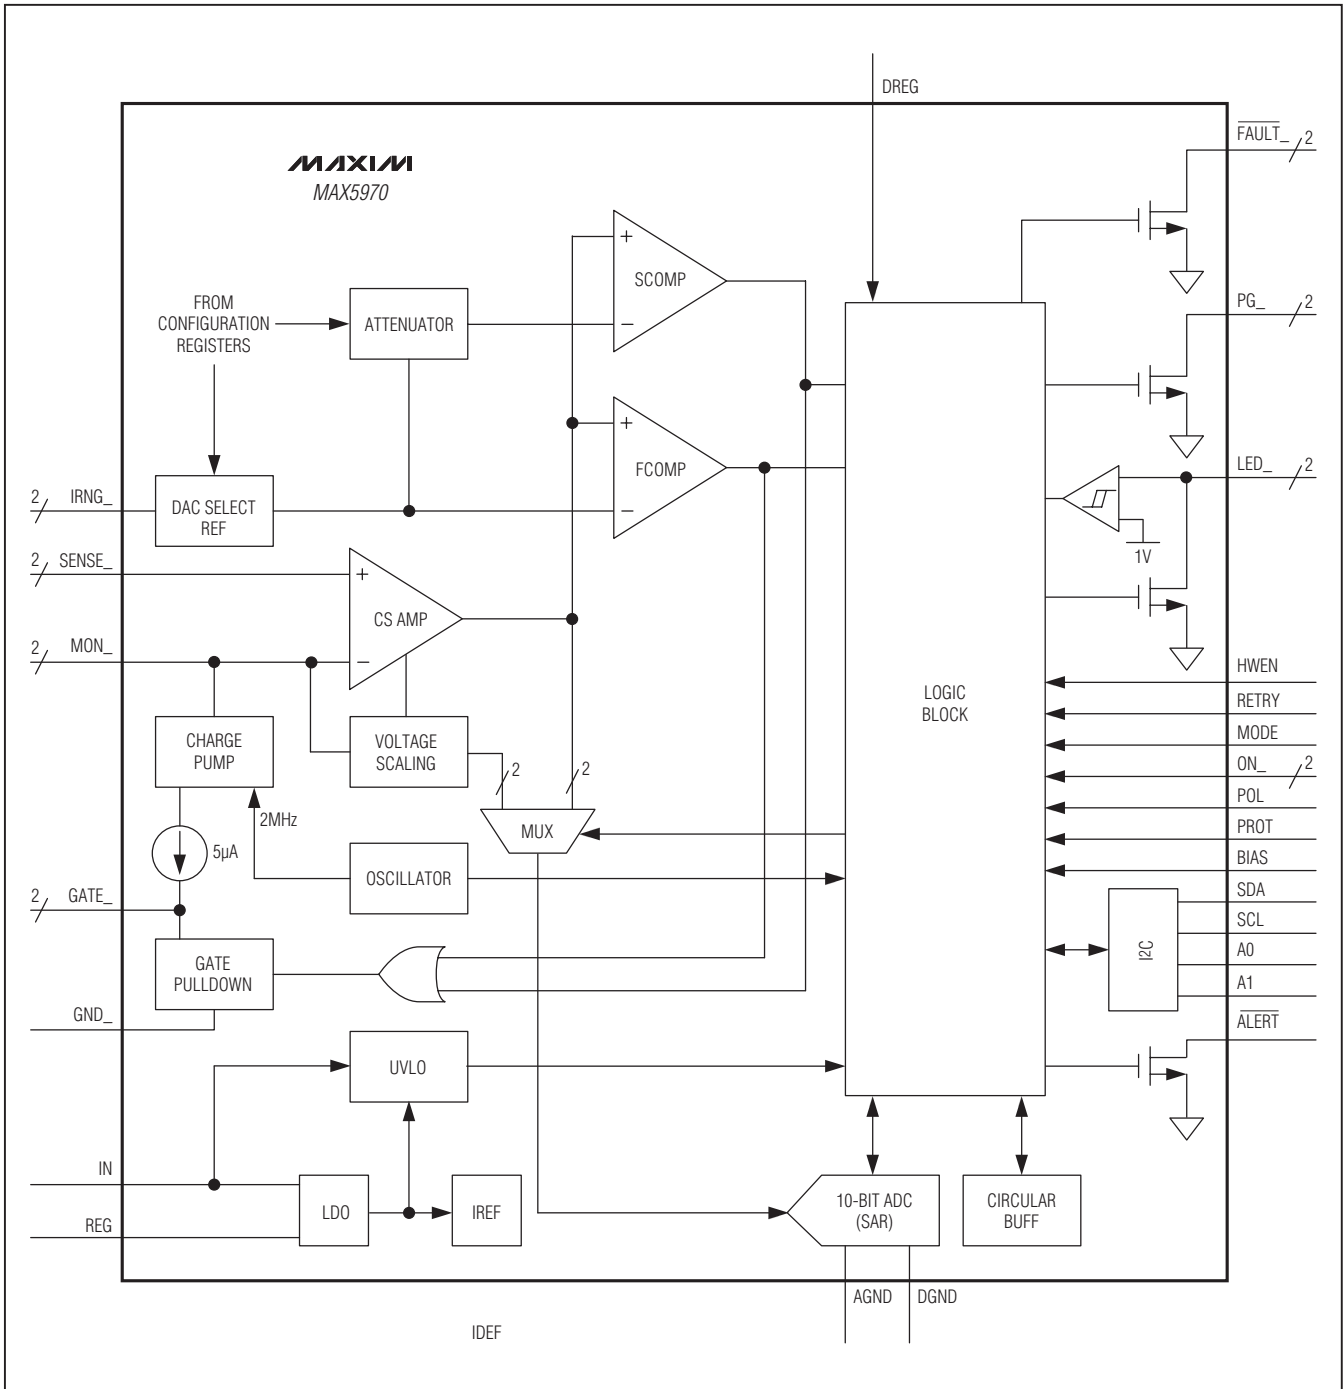 DREG
FAULT_
2
MAXIM
MAX5970
+
SCOMP
−
FROM
CONFIGURATION
REGISTERS
ATTENUATOR
PG_
2
+
FCOMP
−
LED_
2
2
IRNG_
DAC SELECT
REF
1V
2
SENSE_
+
CS AMP
−
2
MON_
HWEN
LOGIC
BLOCK
RETRY
CHARGE
PUMP
VOLTAGE
SCALING
MODE
2
2
ON_
2
2MHz
MUX
POL
PROT
5µA
BIAS
OSCILLATOR
2
GATE_
SDA
SCL
I2C
A0
A1
GATE
PULLDOWN
GND_
ALERT
UVLO
IN
REG
LDO
IREF
10-BIT ADC
(SAR)
CIRCULAR
BUFF
AGND
DGND
IDEF